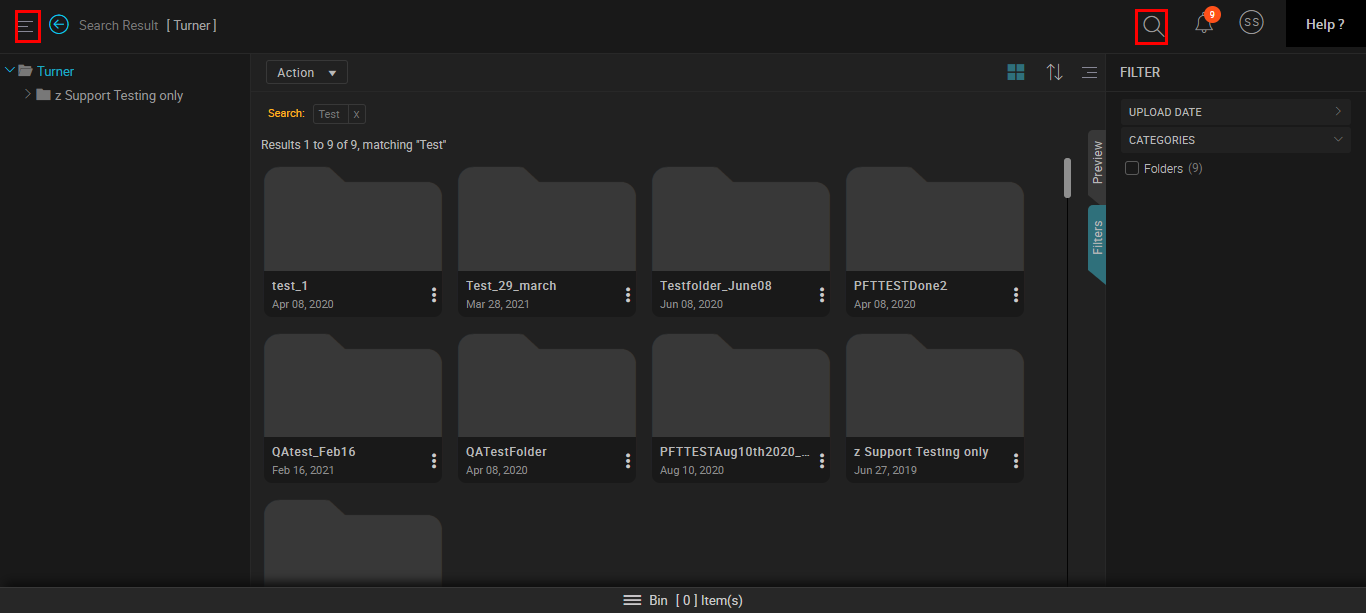 Search Result [ Turner ]
9
SS
Help ?
Turner
z Support Testing only
Action
FILTER
Search: Test X
UPLOAD DATE
CATEGORIES
Results 1 to 9 of 9, matching "Test"
Preview
Folders (9)
Filters
test_1
Apr 08, 2020
Test_29_march
Mar 28, 2021
Testfolder_June08
Jun 08, 2020
PFTTESTDone2
Apr 08, 2020
QAtest_Feb16
Feb 16, 2021
QATestFolder
Apr 08, 2020
PFTTESTAug10th2020_...
Aug 10, 2020
z Support Testing only
Jun 27, 2019
Bin [ 0 ] Item(s)